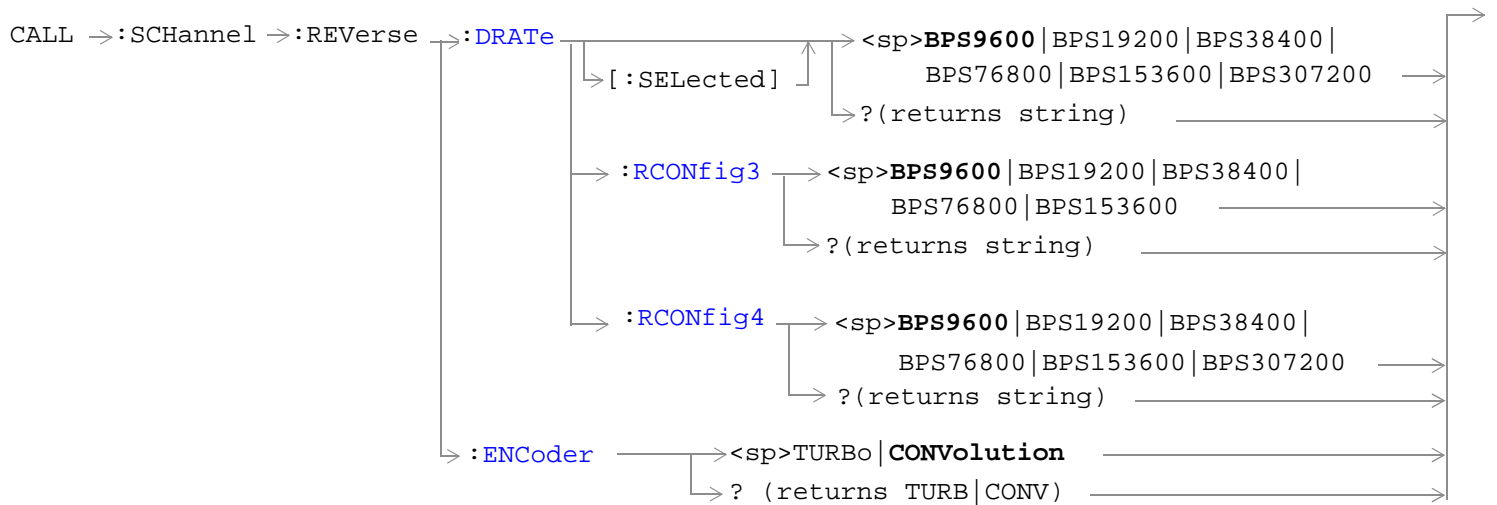 CALL :SCHannel :REVerse :DRATe <sp>BPS9600|BPS19200|BPS38400|
[:SELected] BPS76800|BPS153600|BPS307200
?(returns string)
:RCONfig3 <sp>BPS9600|BPS19200|BPS38400|
BPS76800|BPS153600
?(returns string)
:RCONfig4 <sp>BPS9600|BPS19200|BPS38400|
BPS76800|BPS153600|BPS307200
?(returns string)
:ENCoder <sp>TURBo|CONVolution
? (returns TURB|CONV)